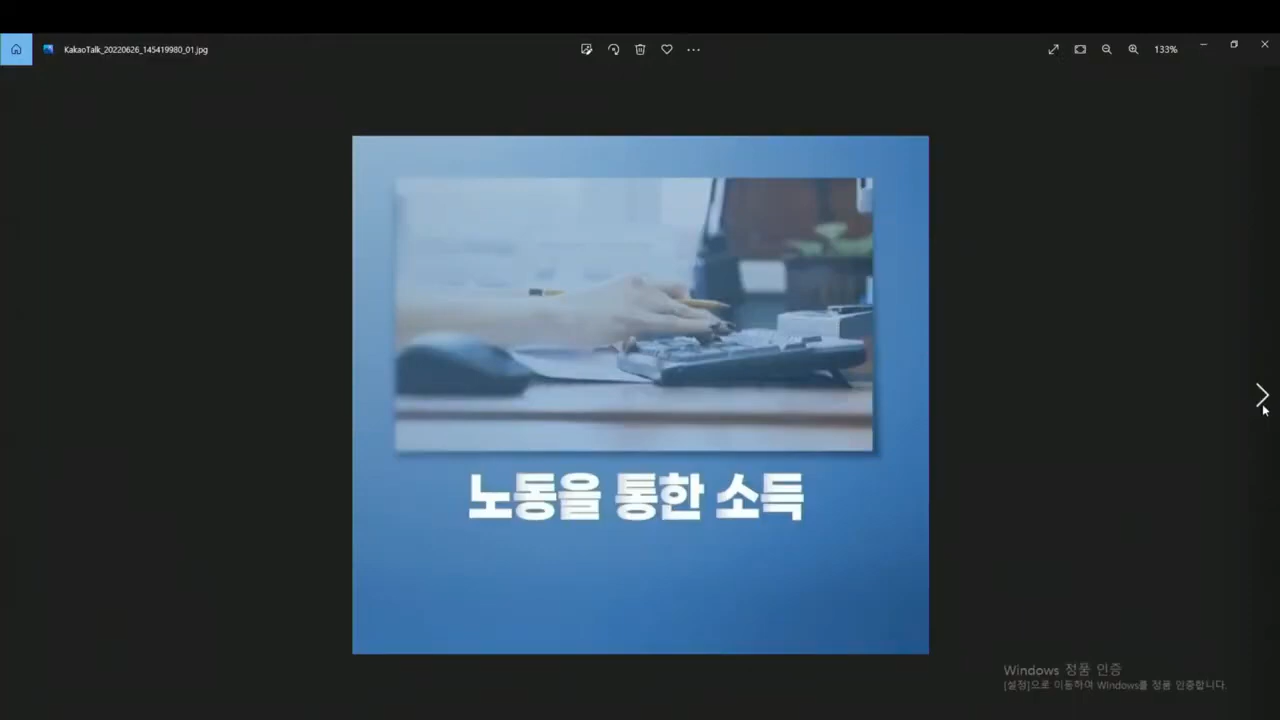 KakaoTalk_20220626_145419980_01.jpg
133%
노동을 통한 소득
Windows 정품 인증
[설정]으로 이동하여 Windows를 정품 인증합니다.